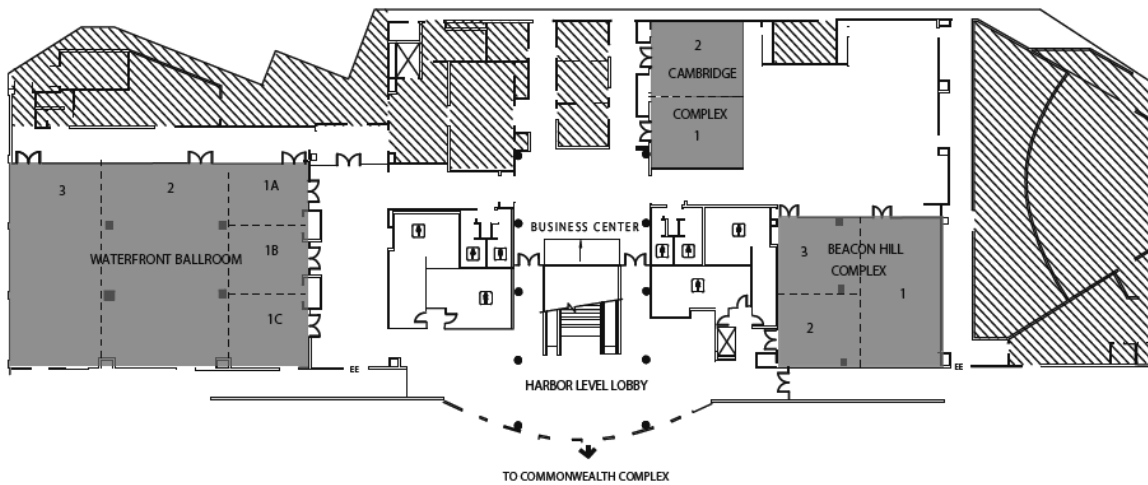 2
CAMBRIDGE
COMPLEX
1
3
2
1A
WATERFRONT BALLROOM
1B
1C
BUSINESS CENTER
3
BEACON HILL
COMPLEX
1
2
EE
EE
HARBOR LEVEL LOBBY
TO COMMONWEALTH COMPLEX